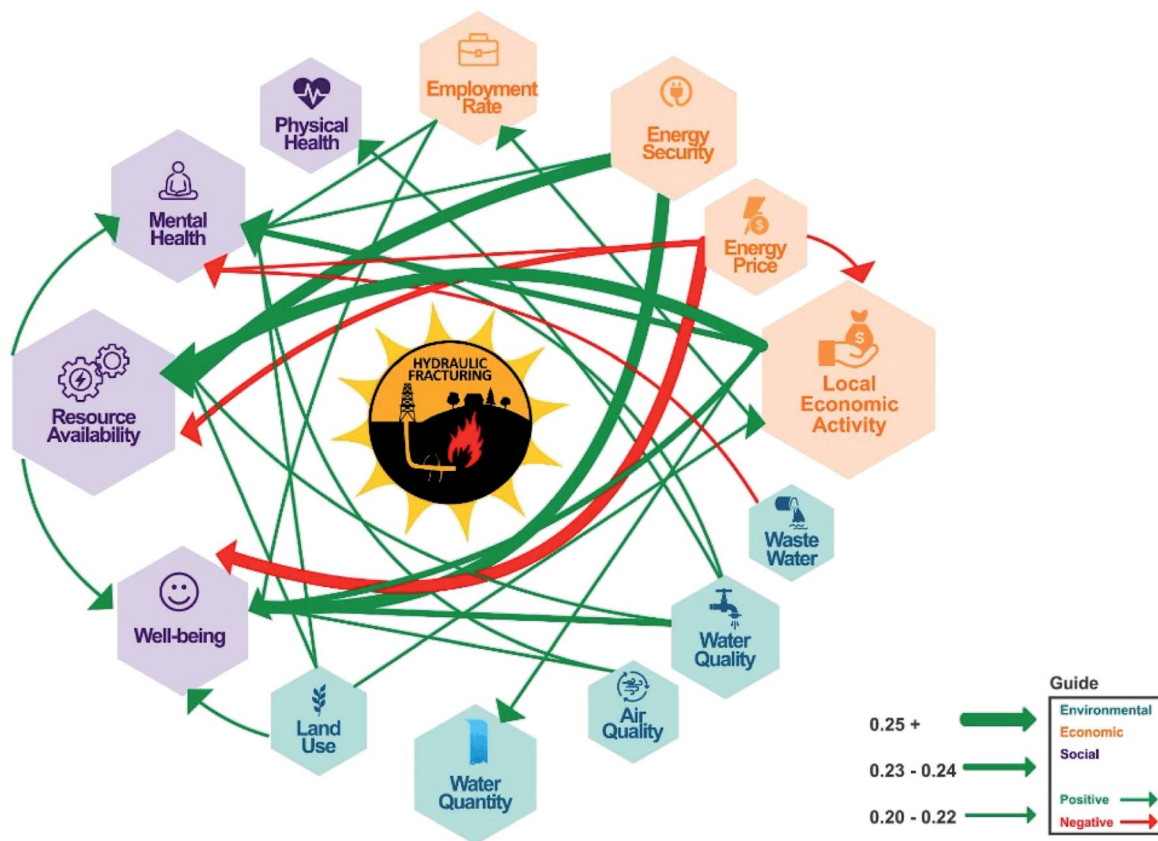 Employment
Rate
Physical
Health
Energy
Security
Mental
Health
Energy
Price
$
HYDRAULIC
FRACTURING
$
Resource
Availability
Local
Economic
Activity
Waste
Water
Well-being
Water
Quality
Land
Use
Air
Quality
Water
Quantity
Guide
0.25 +
Environmental
Economic
0.23 - 0.24
Social
0.20 - 0.22
Positive
Negative